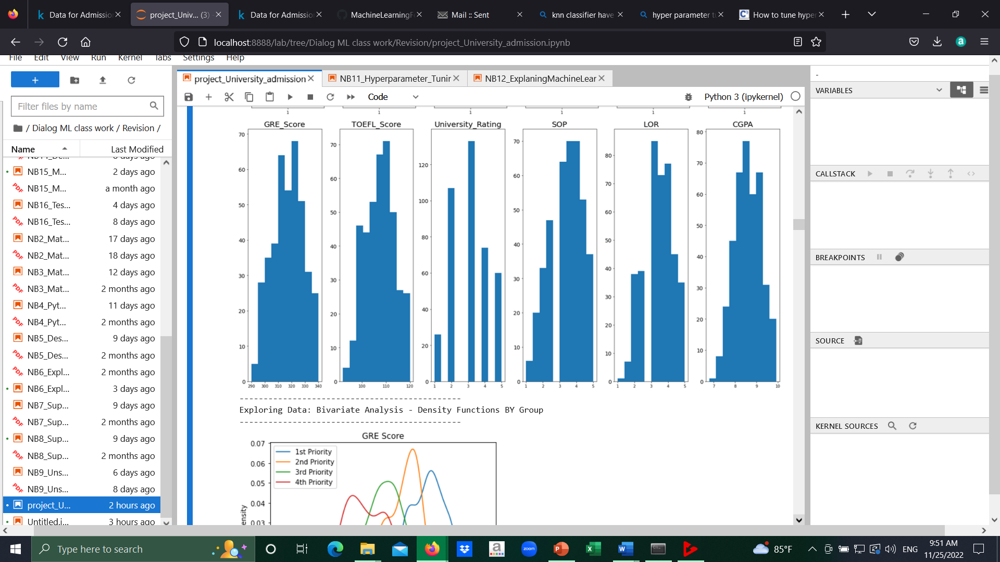 Data for Admissio
project_Univ... (3)
Data for Admissio
MachineLearningF
Mail :: Sent
knn classifier have
hyper parameter t
How to tune hyper
localhost:8888/lab/tree/Dialog ML class work/Revision/project_University_admission.ipynb
File Edit View Run Kernel Tabs Settings Help
project_University_admission
NB11_Hyperparameter_Tunir
NB12_ExplaningMachineLear
Code
Python 3 (ipykernel)
Filter files by name
/ Dialog ML class work / Revision /
Name Last Modified
NB15_M... 2 days ago
NB15_M... a month ago
NB16_Tes... 4 days ago
NB16_Tes... 8 days ago
NB2_Mat... 17 days ago
NB2_Mat... 18 days ago
NB3_Mat... 12 days ago
NB3_Mat... 2 months ago
NB4_Pyt... 11 days ago
NB4_Pyt... 2 months ago
NB5_Des... 9 days ago
NB5_Des... 2 months ago
NB6_Expl... 2 months ago
NB6_Expl... 3 days ago
NB7_Sup... 9 days ago
NB7_Sup... 2 months ago
NB8_Sup... 9 days ago
NB8_Sup... 2 months ago
NB9_Uns... 6 days ago
NB9_Uns... 8 days ago
project_U... 2 hours ago
Untitled.i... 3 hours ago
1 1 1 1 1 1
GRE_Score TOEFL_Score University_Rating SOP LOR CGPA
70
60
50
40
30
20
10
0
290 300 310 320 330 340
70
60
50
40
30
20
10
0
100 110 120
120
100
80
60
40
20
0
1 2 3 4 5
70
60
50
40
30
20
10
0
1 2 3 4 5
80
70
60
50
40
30
20
10
0
1 2 3 4 5
80
70
60
50
40
30
20
10
0
7 8 9 10
----------------------------------------------
Exploring Data: Bivariate Analysis - Density Functions BY Group
----------------------------------------------
GRE Score
0.07
0.06
0.05
0.04
0.03
1st Priority
2nd Priority
3rd Priority
4th Priority
-
VARIABLES
CALLSTACK
BREAKPOINTS
SOURCE
KERNEL SOURCES
Type here to search
zoom
85°F
ENG
9:51 AM
11/25/2022